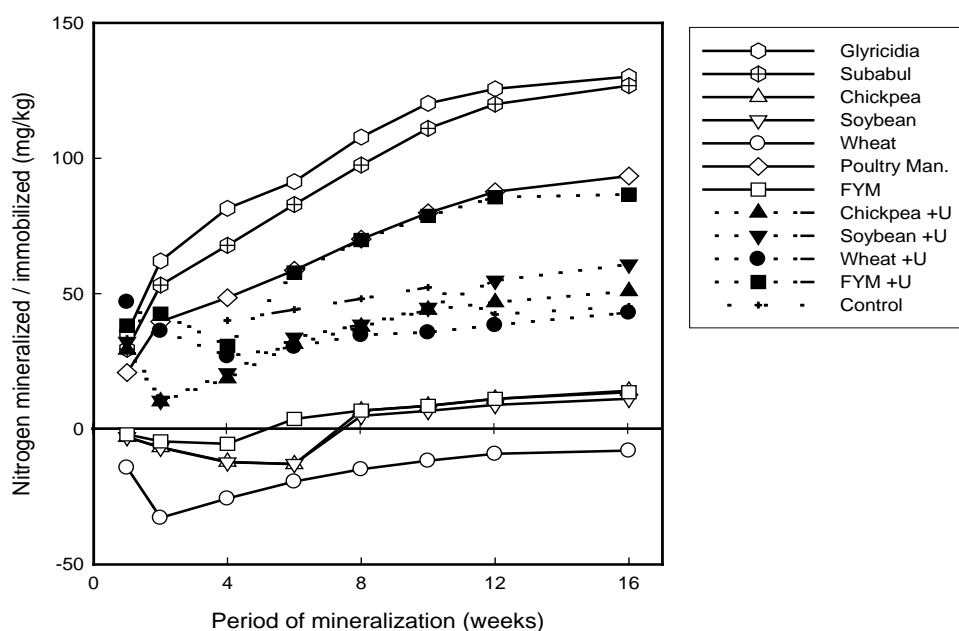 150
100
50
0
-50
0
4
8
12
16
Nitrogen mineralized / immobilized (mg/kg)
Period of mineralization (weeks)
Glyricidia
Subabul
Chickpea
Soybean
Wheat
Poultry Man.
FYM
Chickpea +U
Soybean +U
Wheat +U
FYM +U
Control